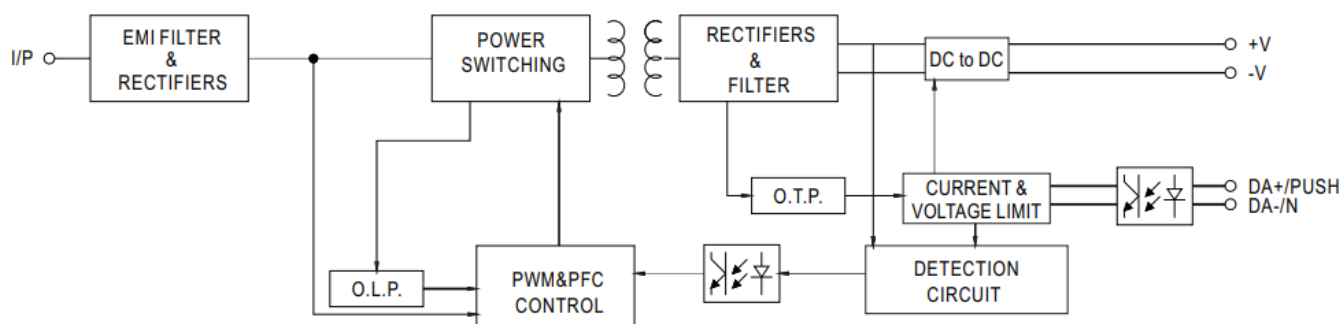 I/P
EMI FILTER
&
RECTIFIERS
POWER
SWITCHING
RECTIFIERS
&
FILTER
DC to DC
+V
-V
O.T.P.
CURRENT &
VOLTAGE LIMIT
DA+/PUSH
DA-/N
O.L.P.
PWM&PFC
CONTROL
DETECTION
CIRCUIT